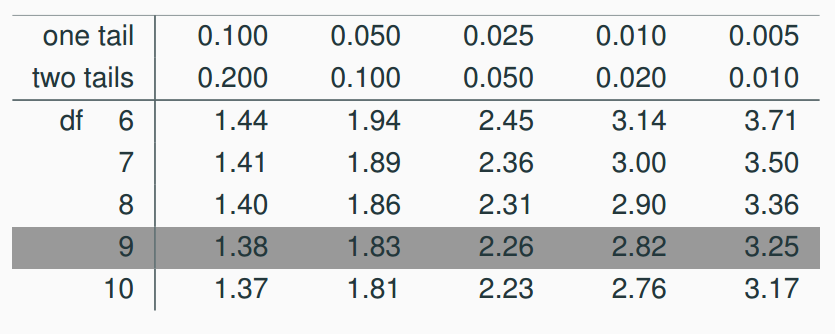 one tail 0.100 0.050 0.025 0.010 0.005
two tails 0.200 0.100 0.050 0.020 0.010
df 6 1.44 1.94 2.45 3.14 3.71
7 1.41 1.89 2.36 3.00 3.50
8 1.40 1.86 2.31 2.90 3.36
9 1.38 1.83 2.26 2.82 3.25
10 1.37 1.81 2.23 2.76 3.17